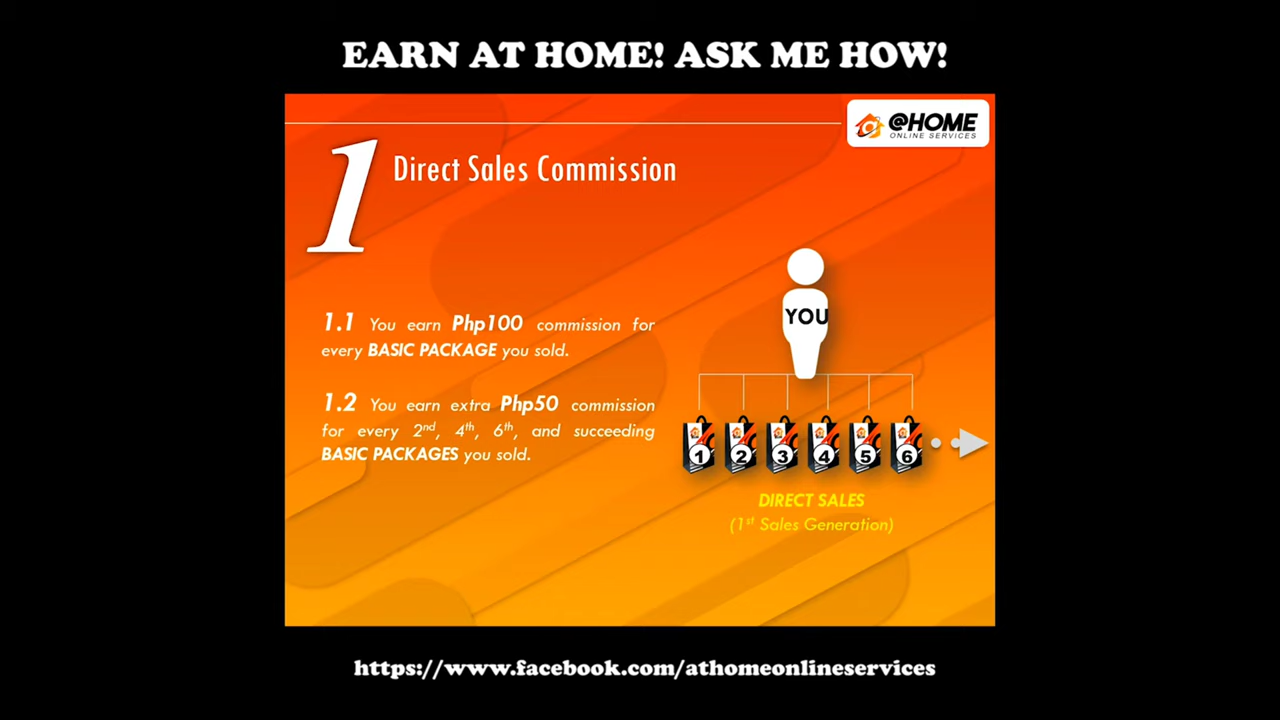 EARN AT HOME! ASK ME HOW!
@HOME
ONLINE SERVICES
1
Direct Sales Commission
1.1 You earn Php100 commission for
every BASIC PACKAGE you sold.
1.2 You earn extra Php50 commission
for every 2nd, 4th, 6th, and succeeding
BASIC PACKAGES you sold.
YOU
1 2 3 4 5 6
DIRECT SALES
(1st Sales Generation)
https://www.facebook.com/athomeonlineservices